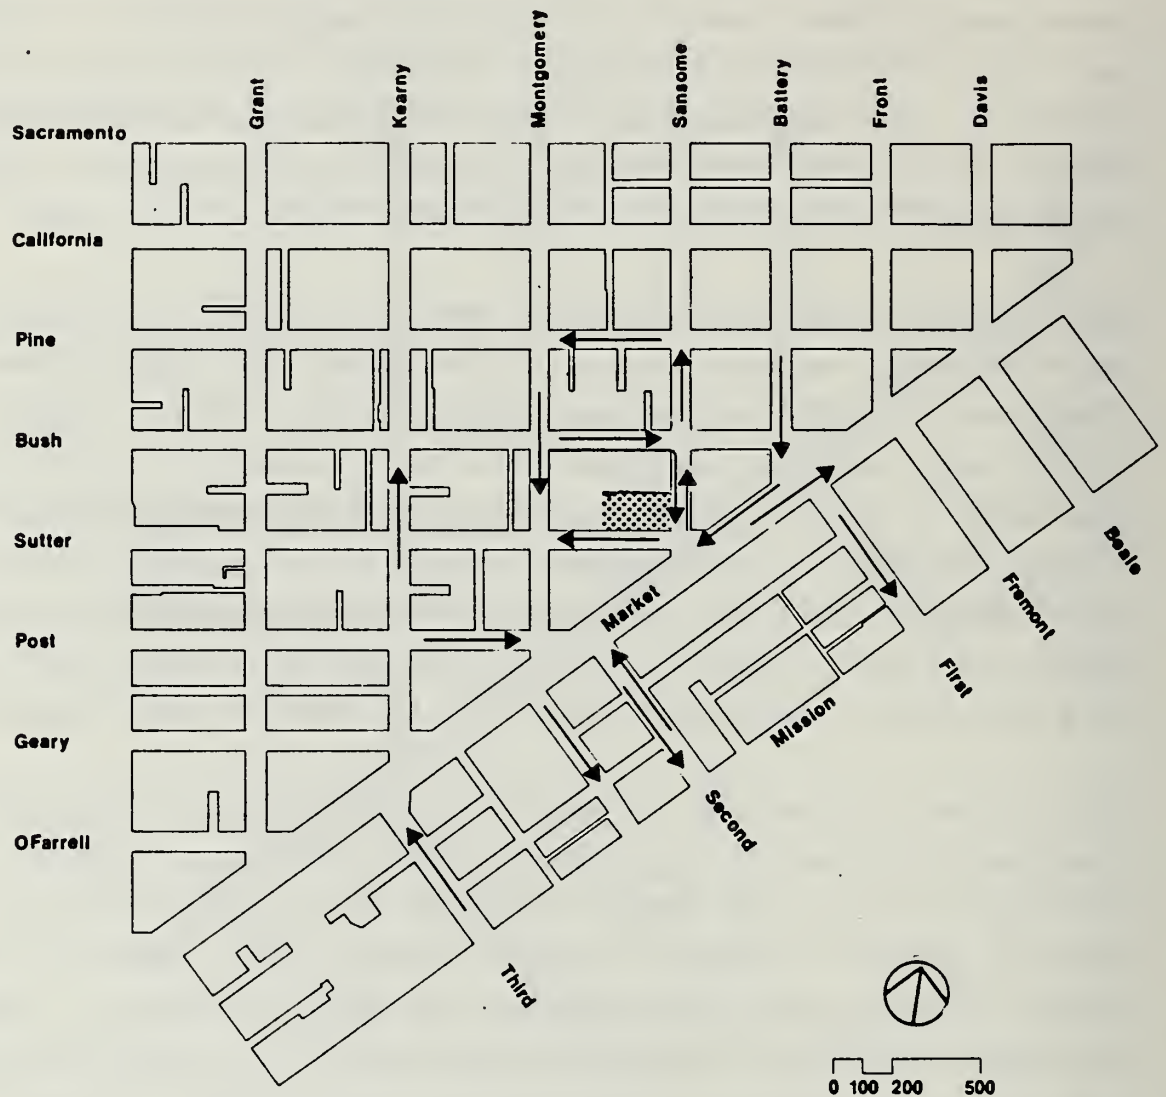 Grant
Kearny
Montgomery
Sansome
Battery
Front
Davis
Sacramento
California
Pine
Bush
Sutter
Post
Geary
OFarrell
Market
Mission
Beale
Fremont
First
Second
Third
0 100 200 500